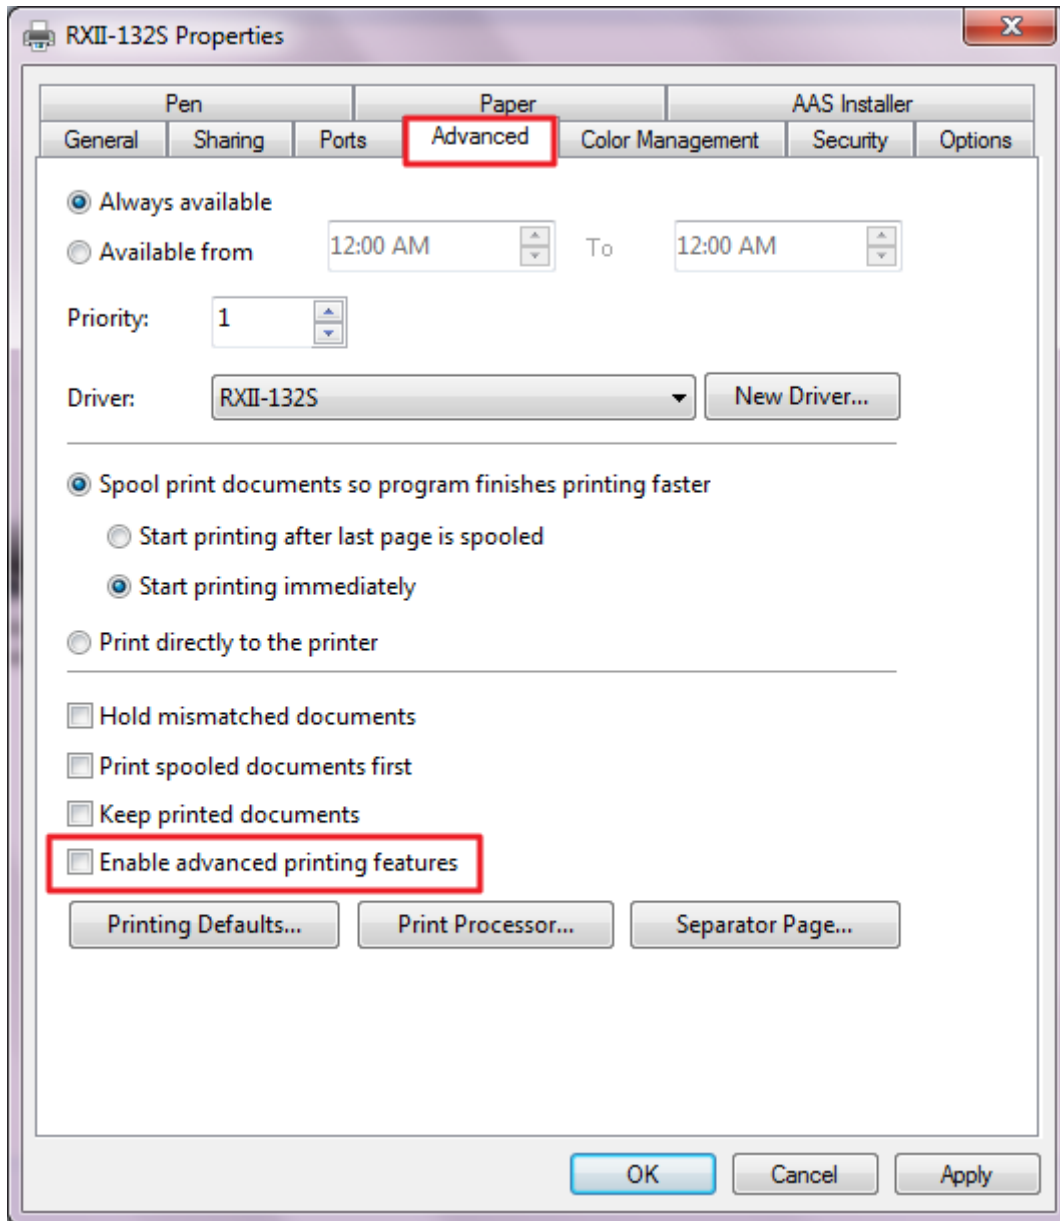 RXII-132S Properties
x
Pen Paper AAS Installer
General Sharing Ports Advanced Color Management Security Options
Always available
Available from 12:00 AM To 12:00 AM
Priority: 1
Driver: RXII-132S New Driver...
Spool print documents so program finishes printing faster
Start printing after last page is spooled
Start printing immediately
Print directly to the printer
Hold mismatched documents
Print spooled documents first
Keep printed documents
Enable advanced printing features
Printing Defaults... Print Processor... Separator Page...
OK Cancel Apply